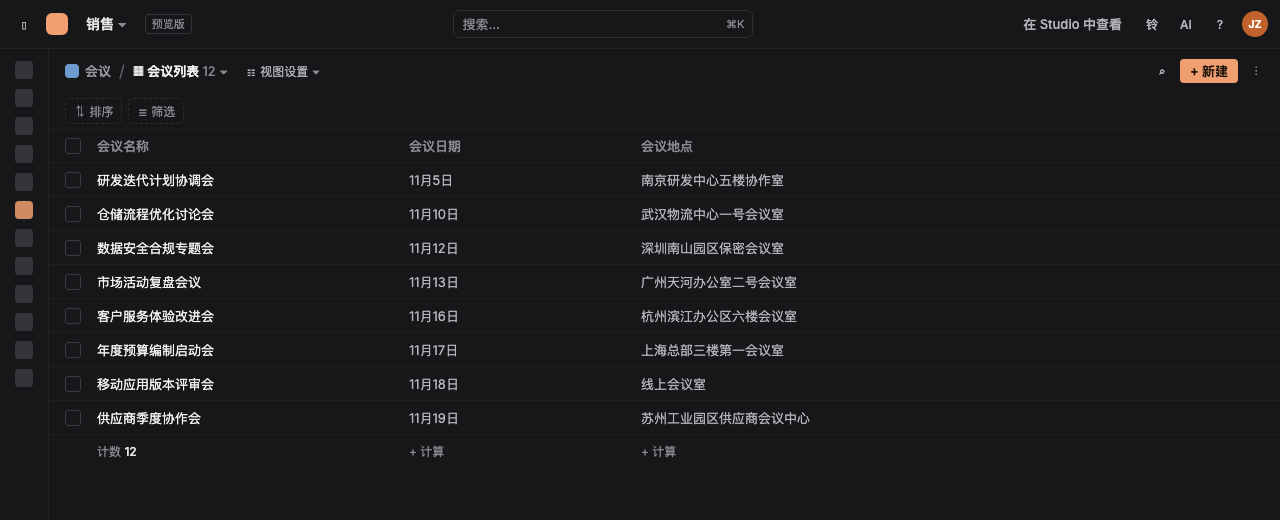 销售 预览版 搜索... ⌘K 在 Studio 中查看 铃 AI ? JZ
会议 / 会议列表 12 视图设置 + 新建
排序 筛选
会议名称 会议日期 会议地点
研发迭代计划协调会 11月5日 南京研发中心五楼协作室
仓储流程优化讨论会 11月10日 武汉物流中心一号会议室
数据安全合规专题会 11月12日 深圳南山园区保密会议室
市场活动复盘会议 11月13日 广州天河办公室二号会议室
客户服务体验改进会 11月16日 杭州滨江办公区六楼会议室
年度预算编制启动会 11月17日 上海总部三楼第一会议室
移动应用版本评审会 11月18日 线上会议室
供应商季度协作会 11月19日 苏州工业园区供应商会议中心
计数 12 + 计算 + 计算